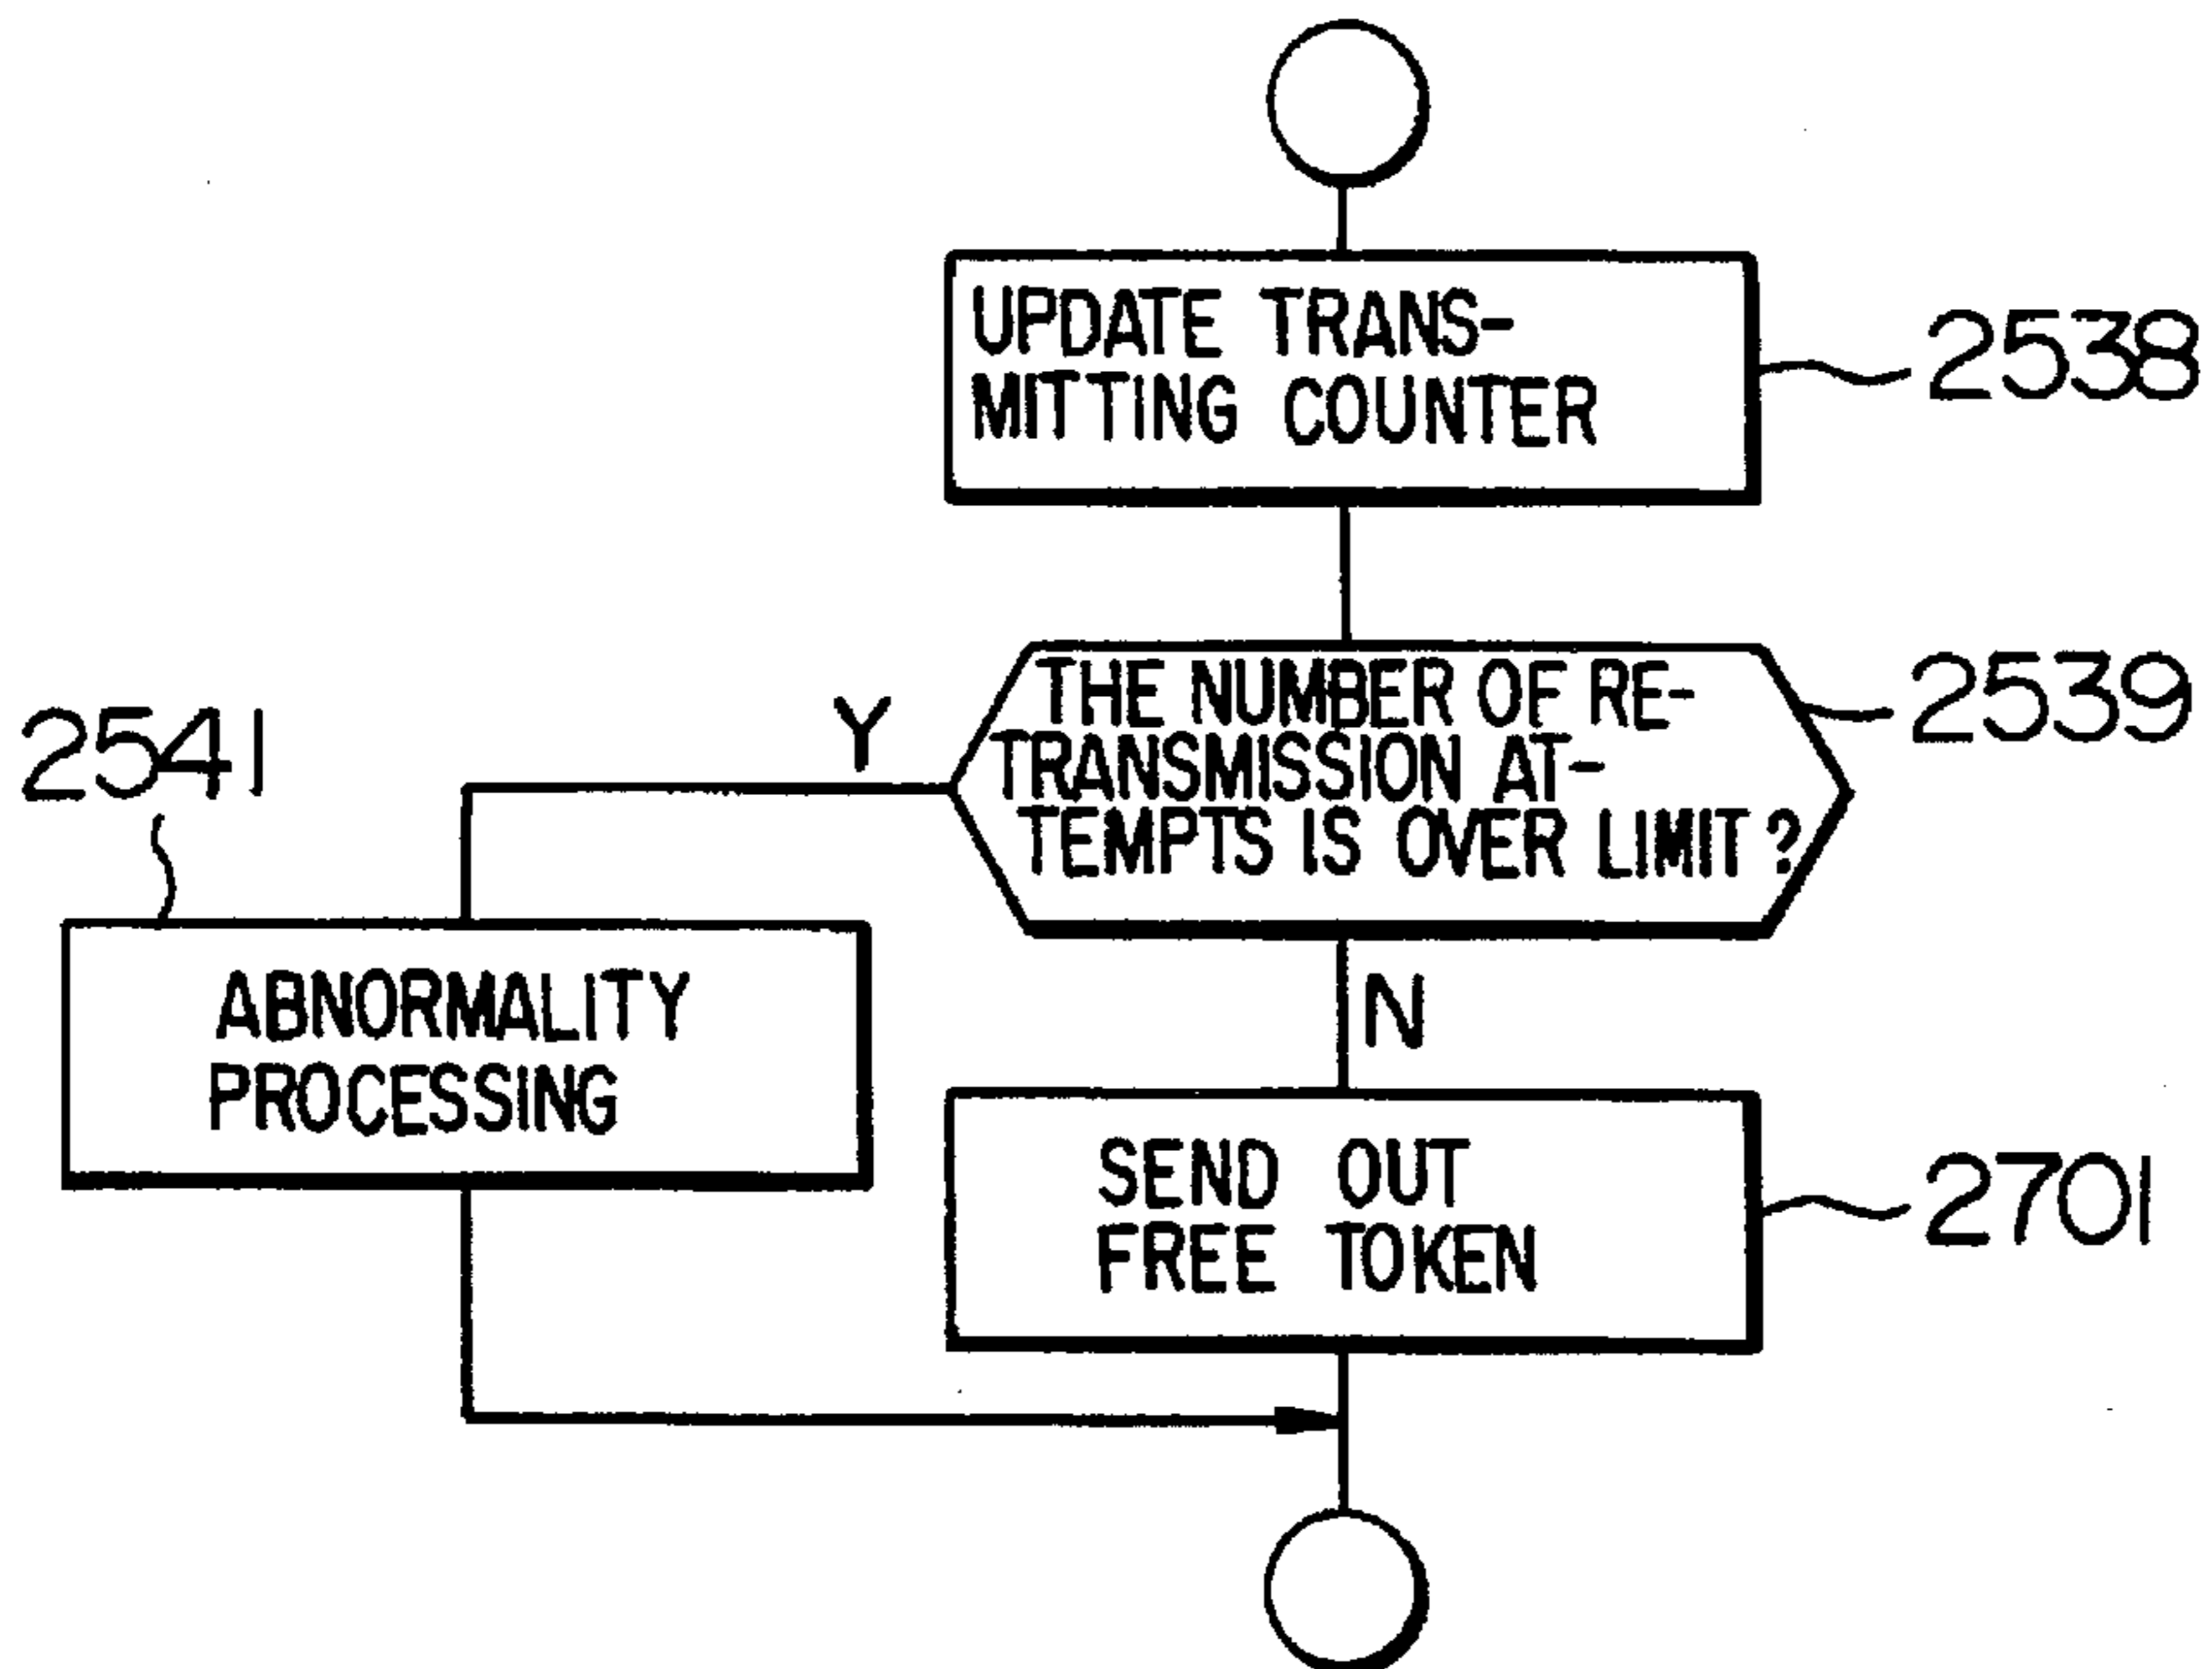 UPDATE TRANS-
MITTING COUNTER
2538
THE NUMBER OF RE-
TRANSMISSION AT-
TEMPTS IS OVER LIMIT?
2539
Y
2541
ABNORMALITY
PROCESSING
N
SEND OUT
FREE TOKEN
2701